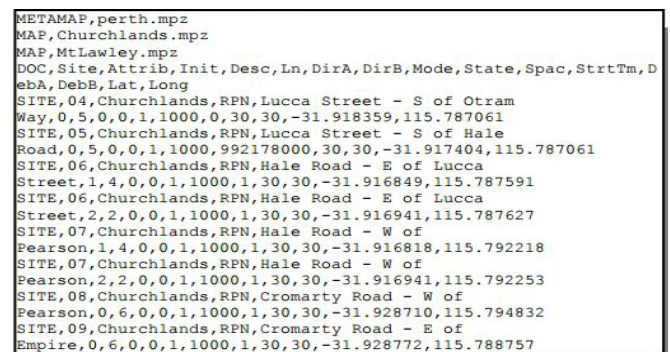 METAMAP,perth.mpz
MAP,Churchlands.mpz
MAP,MtLawley.mpz
DOC,Site,Attrib,Init,Desc,Ln,DirA,DirB,Mode,State,Spac,StrtTm,D
ebA,DebB,Lat,Long
SITE,04,Churchlands,RPN,Lucca Street - S of Otram
Way,0,5,0,0,1,1000,0,30,30,-31.918359,115.787061
SITE,05,Churchlands,RPN,Lucca Street - S of Hale
Road,0,5,0,0,1,1000,992178000,30,30,-31.917404,115.787061
SITE,06,Churchlands,RPN,Hale Road - E of Lucca
Street,1,4,0,0,1,1000,1,30,30,-31.916849,115.787591
SITE,06,Churchlands,RPN,Hale Road - E of Lucca
Street,2,2,0,0,1,1000,1,30,30,-31.916941,115.787627
SITE,07,Churchlands,RPN,Hale Road - W of
Pearson,1,4,0,0,1,1000,1,30,30,-31.916818,115.792218
SITE,07,Churchlands,RPN,Hale Road - W of
Pearson,2,2,0,0,1,1000,1,30,30,-31.916941,115.792253
SITE,08,Churchlands,RPN,Cromarty Road - W of
Pearson,0,6,0,0,1,1000,1,30,30,-31.928710,115.794832
SITE,09,Churchlands,RPN,Cromarty Road - E of
Empire,0,6,0,0,1,1000,1,30,30,-31.928772,115.788757